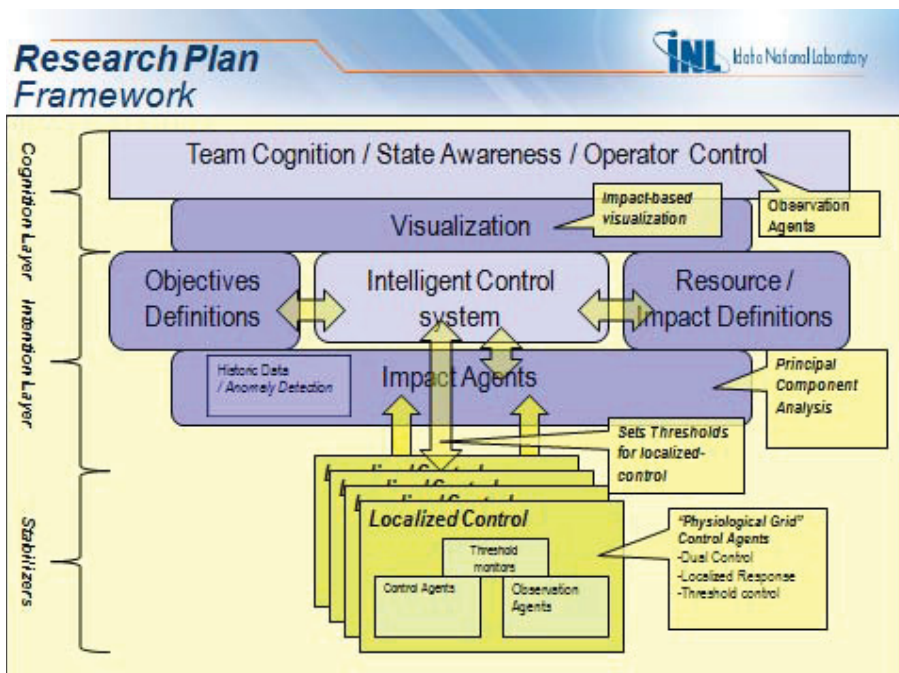 Research Plan
Framework
INL Idaho National Laboratory
Cognition Layer
Team Cognition / State Awareness / Operator Control
Impact-based
visualization
Observation
Agents
Visualization
Intention Layer
Objectives
Definitions
Intelligent Control
system
Resource /
Impact Definitions
Historic Data
/ Anomaly Detection
Impact Agents
Principal
Component
Analysis
Sets Thresholds
for localized-
control
Stabilizers
Localized Control
Threshold
monitors
Control Agents
Observation
Agents
"Physiological Grid"
Control Agents
-Dual Control
-Localized Response
-Threshold control